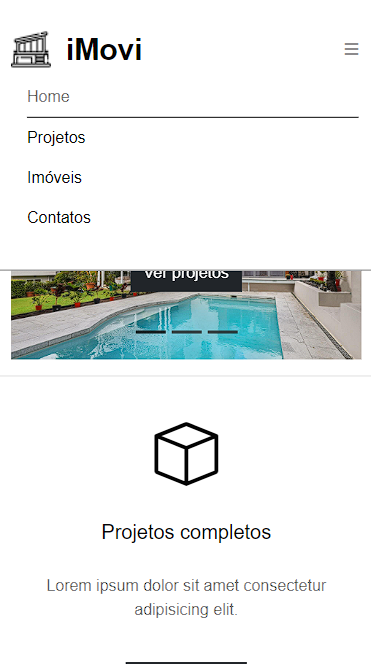 iMovi
Home
Projetos
Imóveis
Contatos
Ver projetos
Projetos completos
Lorem ipsum dolor sit amet consectetur
adipisicing elit.